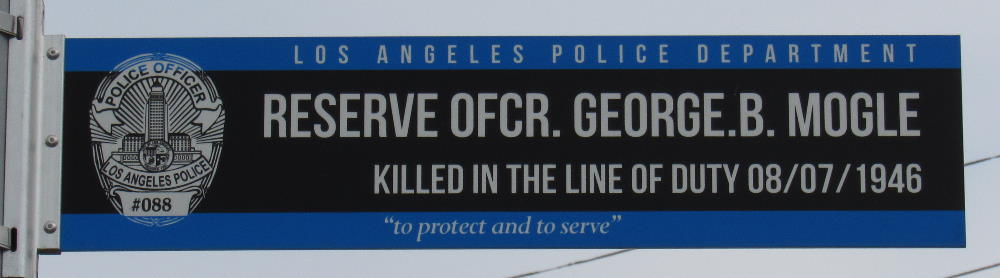 LOS ANGELES POLICE DEPARTMENT
POLICE OFFICER
LOS ANGELES POLICE
#088
RESERVE OFCR. GEORGE.B. MOGLE
KILLED IN THE LINE OF DUTY 08/07/1946
"to protect and to serve"